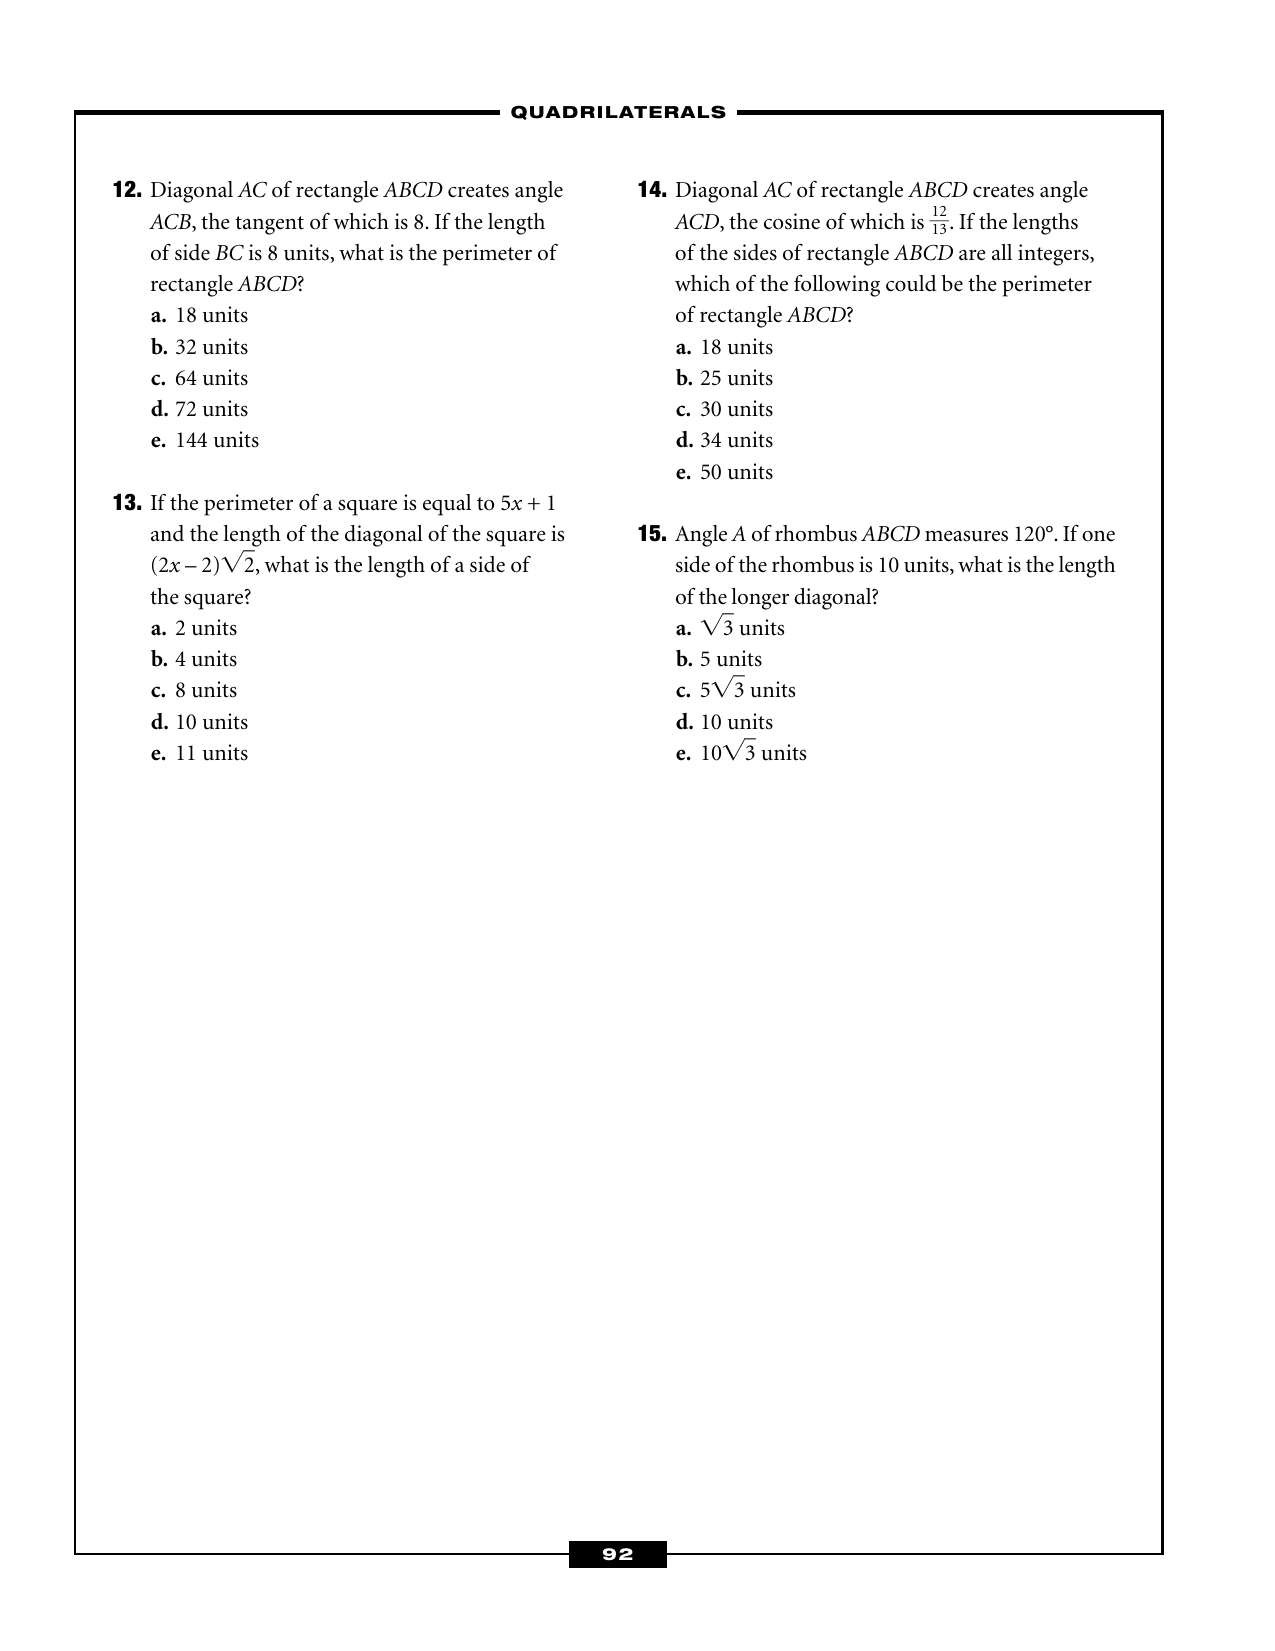 QUADRILATERALS
12. Diagonal AC of rectangle ABCD creates angle
ACB, the tangent of which is 8. If the length
of side BC is 8 units, what is the perimeter of
rectangle ABCD?
a. 18 units
b. 32 units
c. 64 units
d. 72 units
e. 144 units
13. If the perimeter of a square is equal to 5x + 1
and the length of the diagonal of the square is
(2x – 2)√2, what is the length of a side of
the square?
a. 2 units
b. 4 units
c. 8 units
d. 10 units
e. 11 units
14. Diagonal AC of rectangle ABCD creates angle
ACD, the cosine of which is 12/13. If the lengths
of the sides of rectangle ABCD are all integers,
which of the following could be the perimeter
of rectangle ABCD?
a. 18 units
b. 25 units
c. 30 units
d. 34 units
e. 50 units
15. Angle A of rhombus ABCD measures 120°. If one
side of the rhombus is 10 units, what is the length
of the longer diagonal?
a. √3 units
b. 5 units
c. 5√3 units
d. 10 units
e. 10√3 units
92